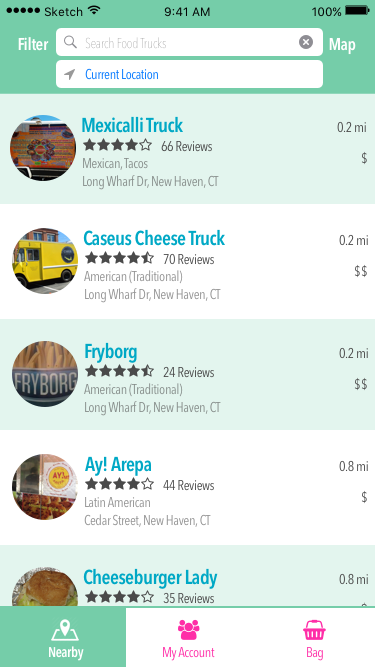 Sketch 9:41 AM 100%
Filter Search Food Trucks Map
Current Location
Mexicalli Truck 0.2 mi
66 Reviews
$
Mexican, Tacos
Long Wharf Dr, New Haven, CT
Caseus Cheese Truck 0.2 mi
70 Reviews
$$
American (Traditional)
Long Wharf Dr, New Haven, CT
Fryborg 0.2 mi
24 Reviews
$$
FRYBORG
American (Traditional)
Long Wharf Dr, New Haven, CT
Ay! Arepa 0.8 mi
44 Reviews
$
AY!
Latin American
Cedar Street, New Haven, CT
Cheeseburger Lady 0.8 mi
35 Reviews
Nearby My Account Bag